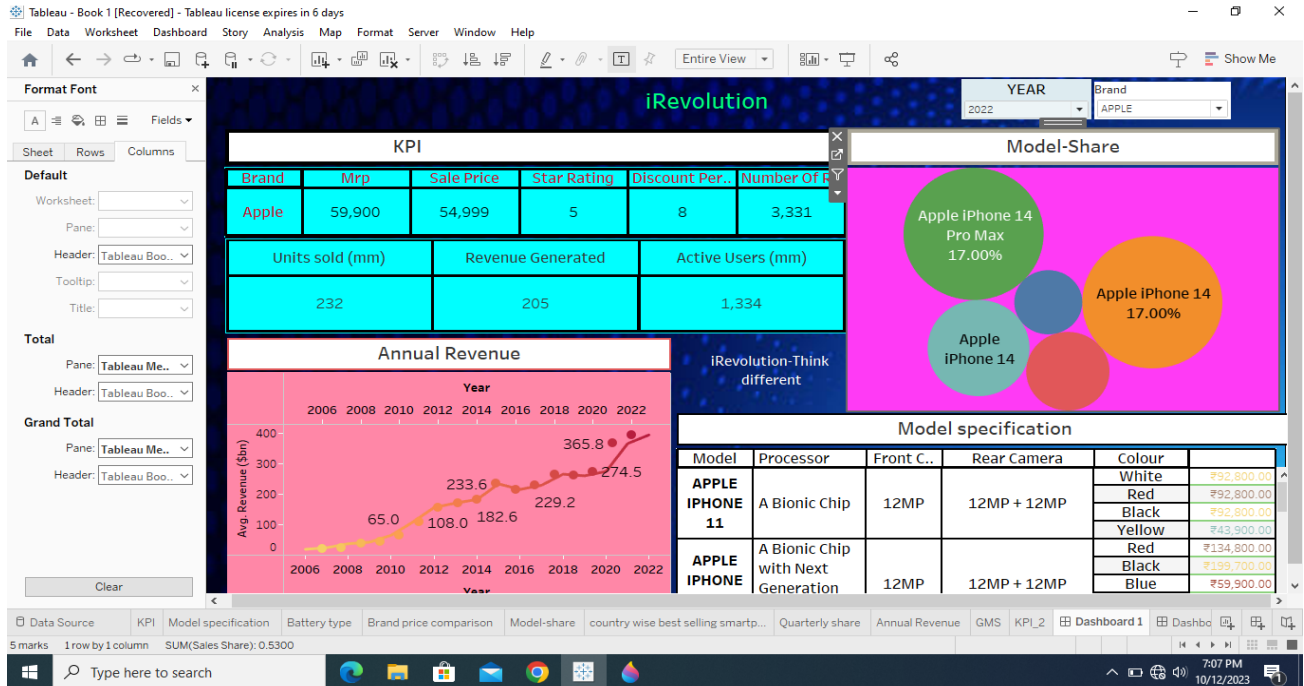 Tableau - Book 1 [Recovered] - Tableau license expires in 6 days
File Data Worksheet Dashboard Story Analysis Map Format Server Window Help
Entire View
Show Me
Format Font
Fields
Sheet Rows Columns
Default
Worksheet:
Pane:
Header: Tableau Boo..
Tooltip:
Title:
Total
Pane: Tableau Me..
Header: Tableau Boo..
Grand Total
Pane: Tableau Me..
Header: Tableau Boo..
Clear
iRevolution
YEAR
2022
Brand
APPLE
KPI
Brand Mrp Sale Price Star Rating Discount Per.. Number Of R
Apple 59,900 54,999 5 8 3,331
Units sold (mm) Revenue Generated Active Users (mm)
232 205 1,334
Model-Share
Apple iPhone 14
Pro Max
17.00%
Apple iPhone 14
17.00%
Apple
iPhone 14
Annual Revenue
Year
2006 2008 2010 2012 2014 2016 2018 2020 2022
Avg. Revenue ($bn)
400
300
200
100
0
65.0
108.0
233.6
182.6
229.2
365.8
274.5
2006 2008 2010 2012 2014 2016 2018 2020 2022
Year
iRevolution-Think
different
Model specification
Model Processor Front C.. Rear Camera Colour
APPLE
IPHONE
11
A Bionic Chip
12MP
12MP + 12MP
White ₹92,800.00
Red ₹92,800.00
Black ₹92,800.00
Yellow ₹43,900.00
APPLE
IPHONE
A Bionic Chip
with Next
Generation
12MP
12MP + 12MP
Red ₹134,800.00
Black ₹199,700.00
Blue ₹59,900.00
Data Source KPI Model specification Battery type Brand price comparison Model-share country wise best selling smartp... Quarterly share Annual Revenue GMS KPI_2 Dashboard 1 Dashbo
5 marks 1 row by 1 column SUM(Sales Share): 0.5300
Type here to search
7:07 PM
10/12/2023
1